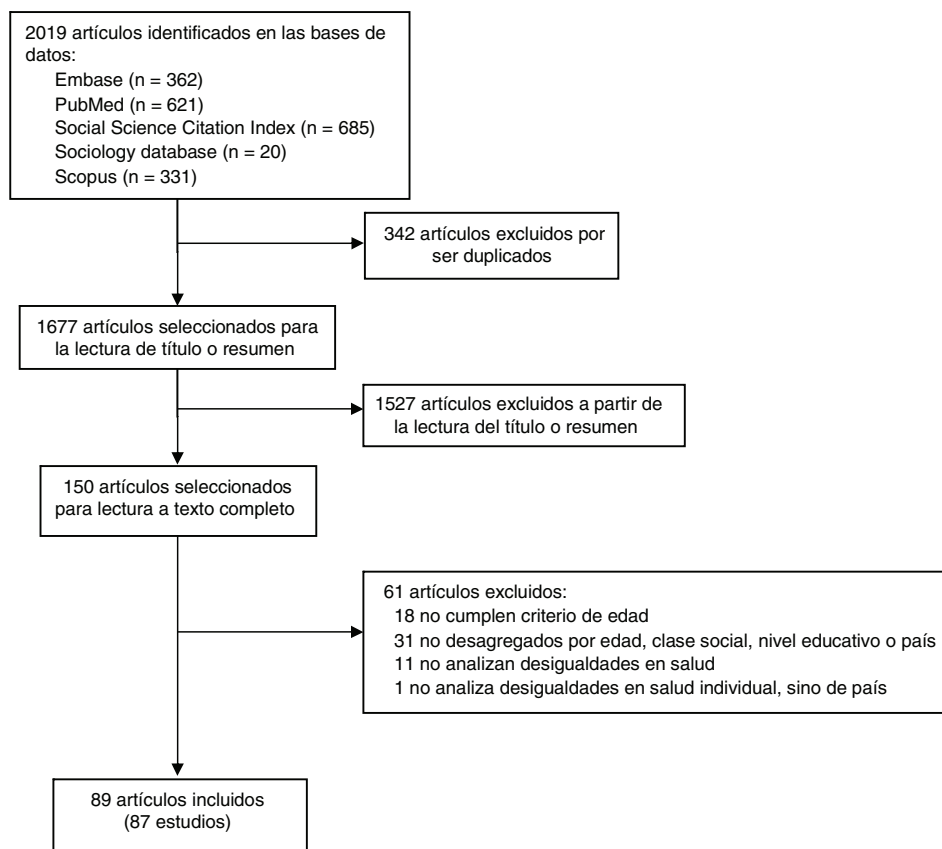 2019 artículos identificados en las bases de
datos:
Embase (n = 362)
PubMed (n = 621)
Social Science Citation Index (n = 685)
Sociology database (n = 20)
Scopus (n = 331)
342 artículos excluidos por
ser duplicados
1677 artículos seleccionados para
la lectura de título o resumen
1527 artículos excluidos a partir de
la lectura del título o resumen
150 artículos seleccionados
para lectura a texto completo
61 artículos excluidos:
18 no cumplen criterio de edad
31 no desagregados por edad, clase social, nivel educativo o país
11 no analizan desigualdades en salud
1 no analiza desigualdades en salud individual, sino de país
89 artículos incluidos
(87 estudios)